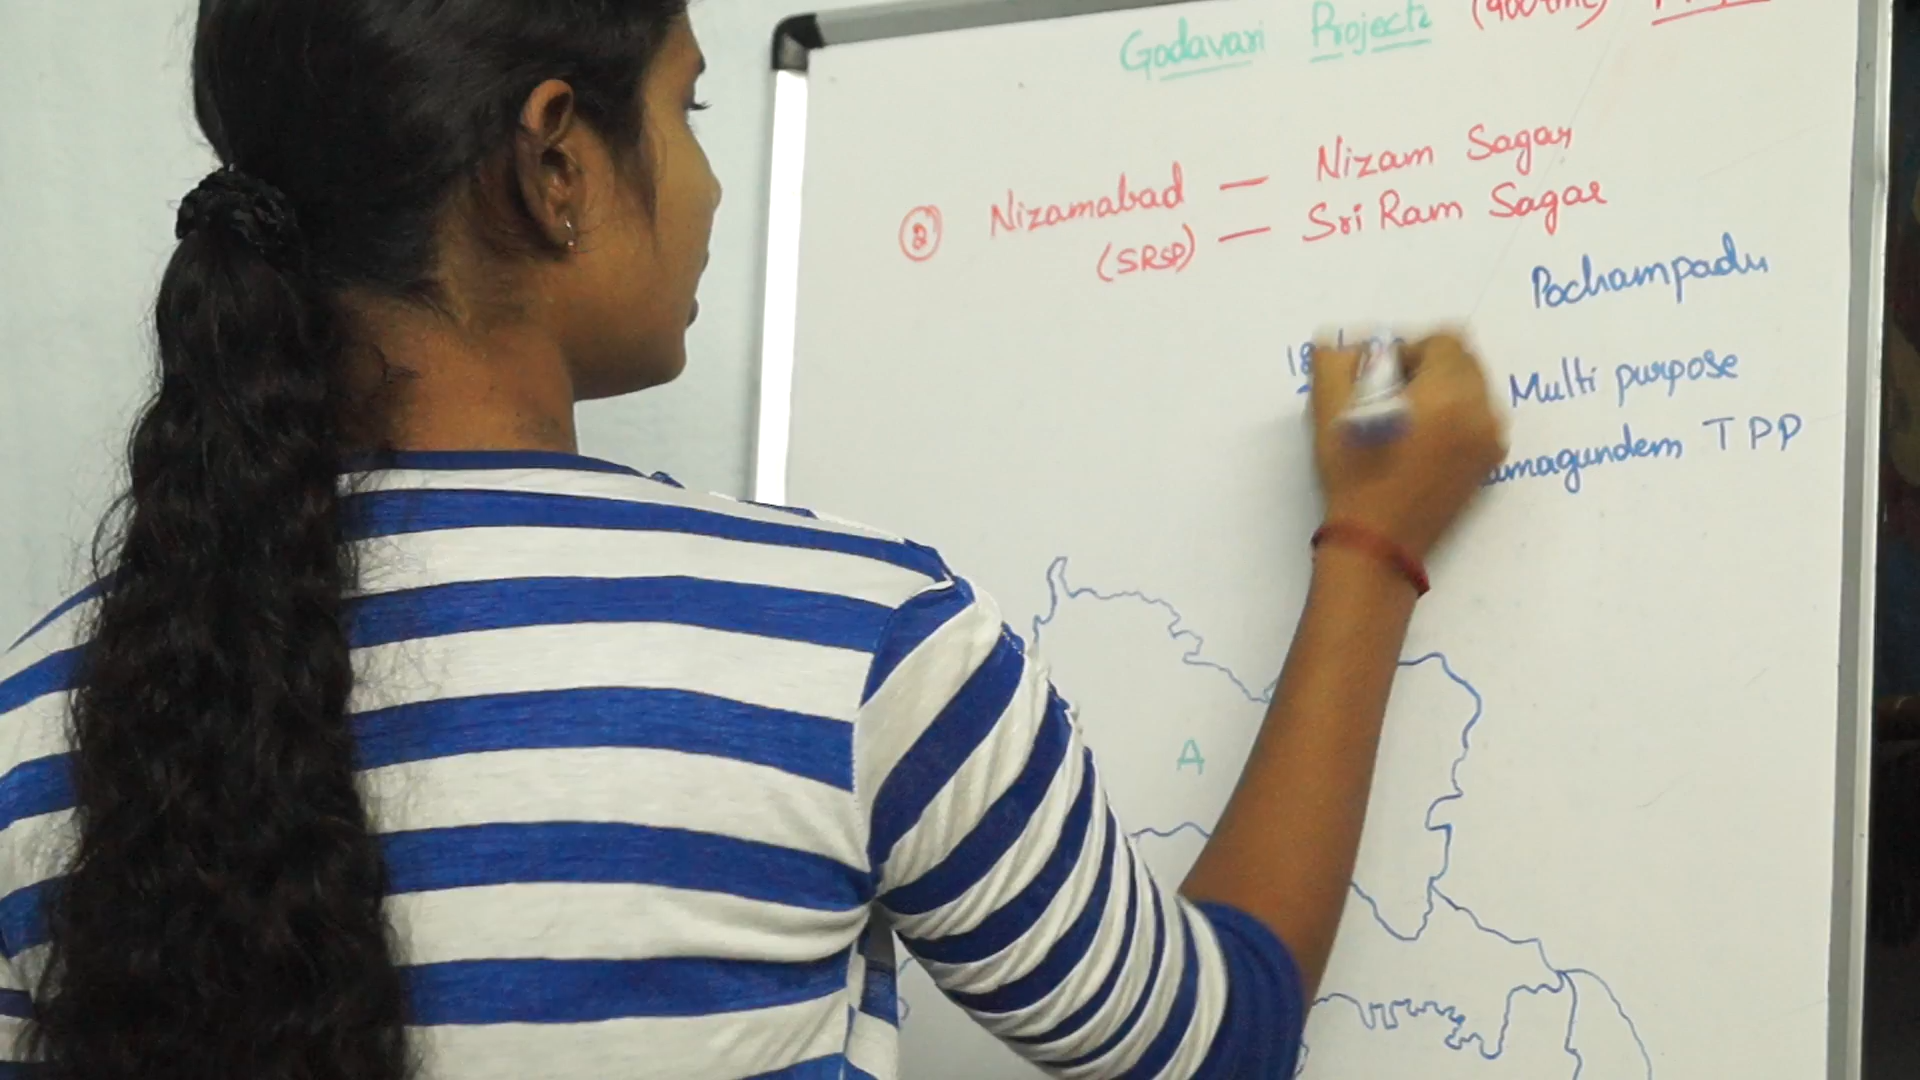 Godavari Projects
② Nizamabad — Nizam Sagar
(SRSP) — Sri Ram Sagar
Pochampadu
Multi purpose
TPP
A